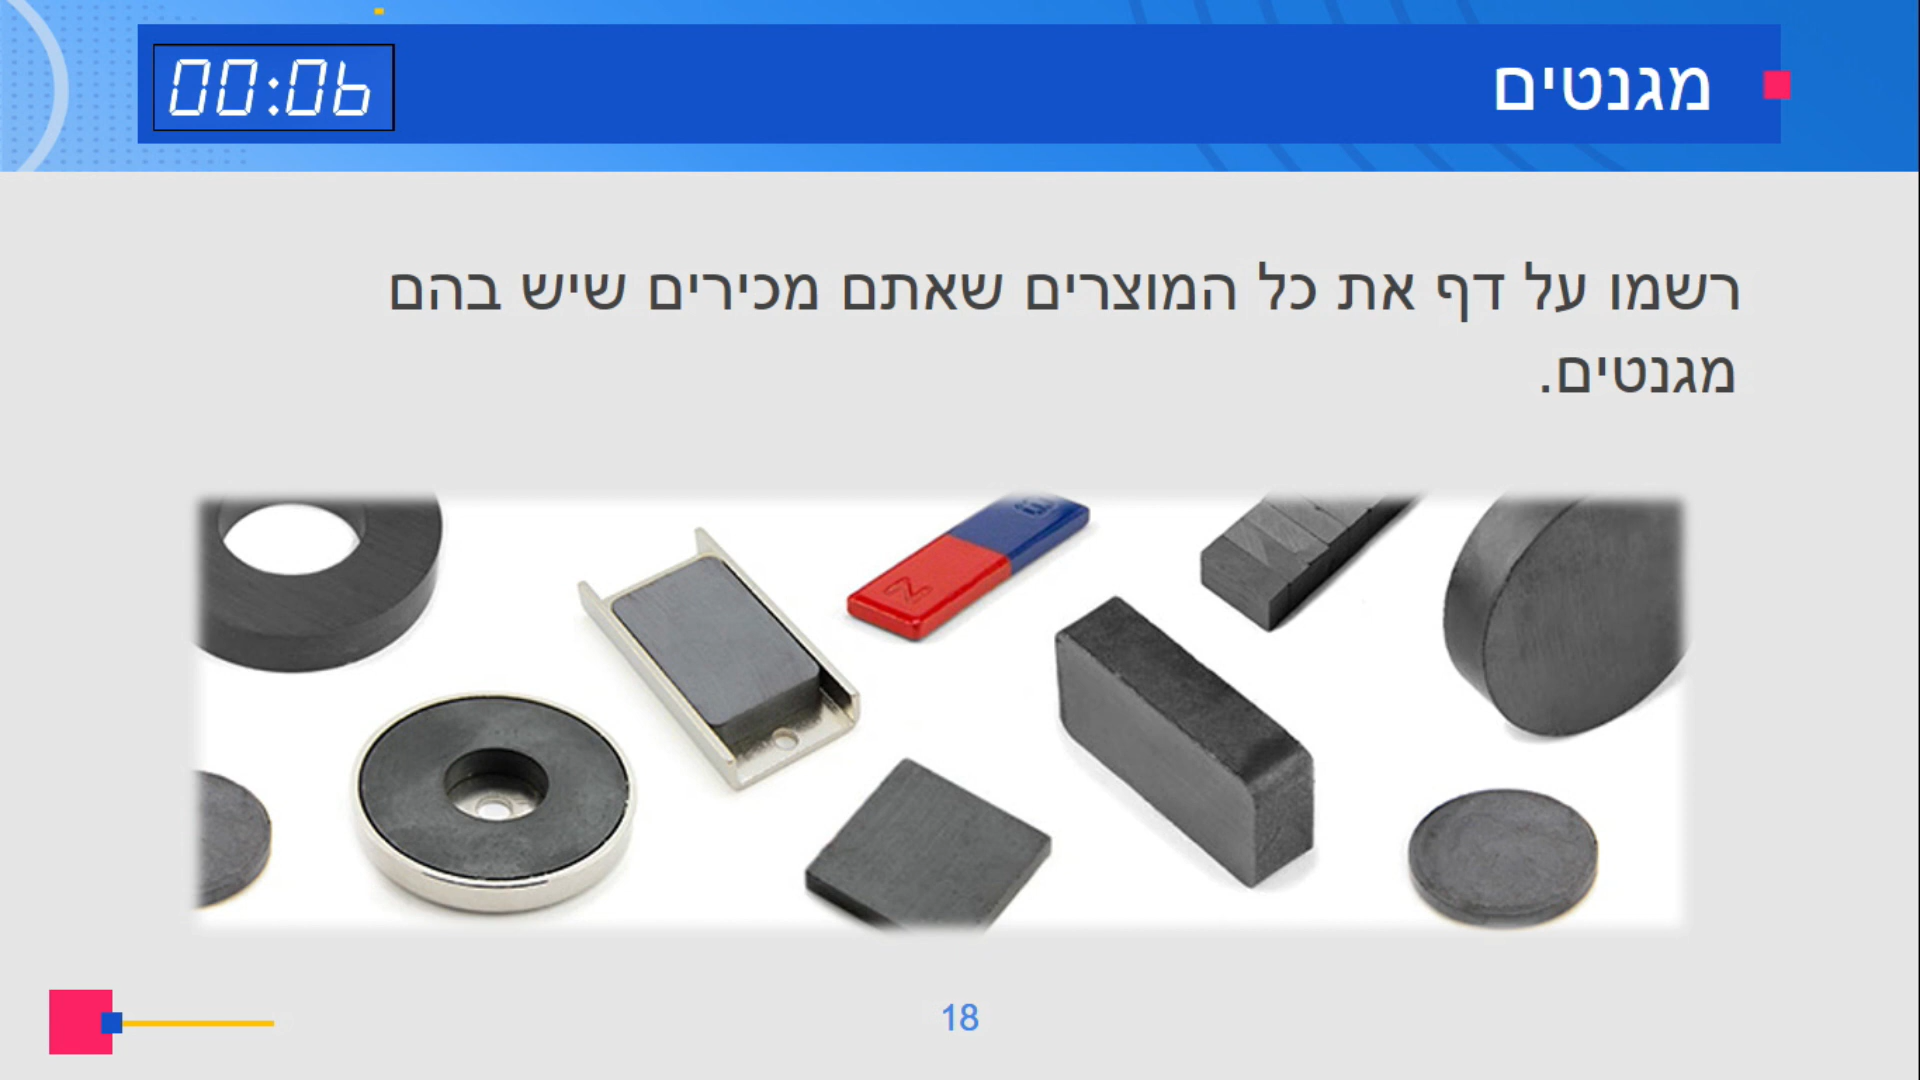 מגנטים
00:06
רשמו על דף את כל המוצרים שאתם מכירים שיש בהם
מגנטים.
N
18